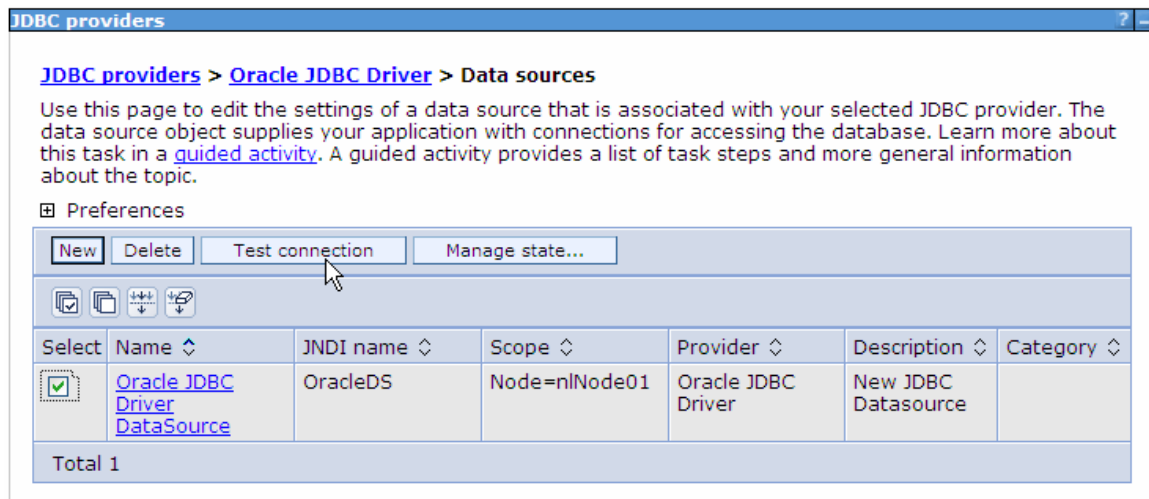 JDBC providers ? –
JDBC providers > Oracle JDBC Driver > Data sources
Use this page to edit the settings of a data source that is associated with your selected JDBC provider. The
data source object supplies your application with connections for accessing the database. Learn more about
this task in a guided activity. A guided activity provides a list of task steps and more general information
about the topic.
Preferences
New Delete Test connection Manage state...
Select Name JNDI name Scope Provider Description Category
Oracle JDBC OracleDS Node=nlNode01 Oracle JDBC New JDBC
Driver Driver Datasource
DataSource
Total 1